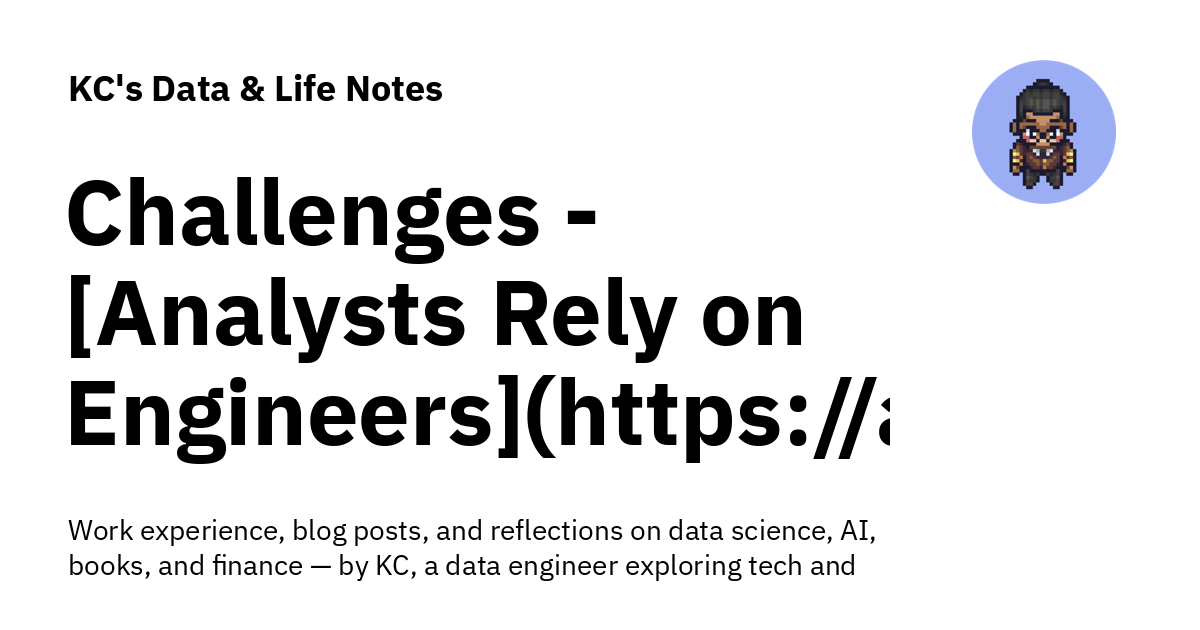 KC's Data & Life Notes
Challenges -
[Analysts Rely on
Engineers](https://
Work experience, blog posts, and reflections on data science, AI,
books, and finance — by KC, a data engineer exploring tech and